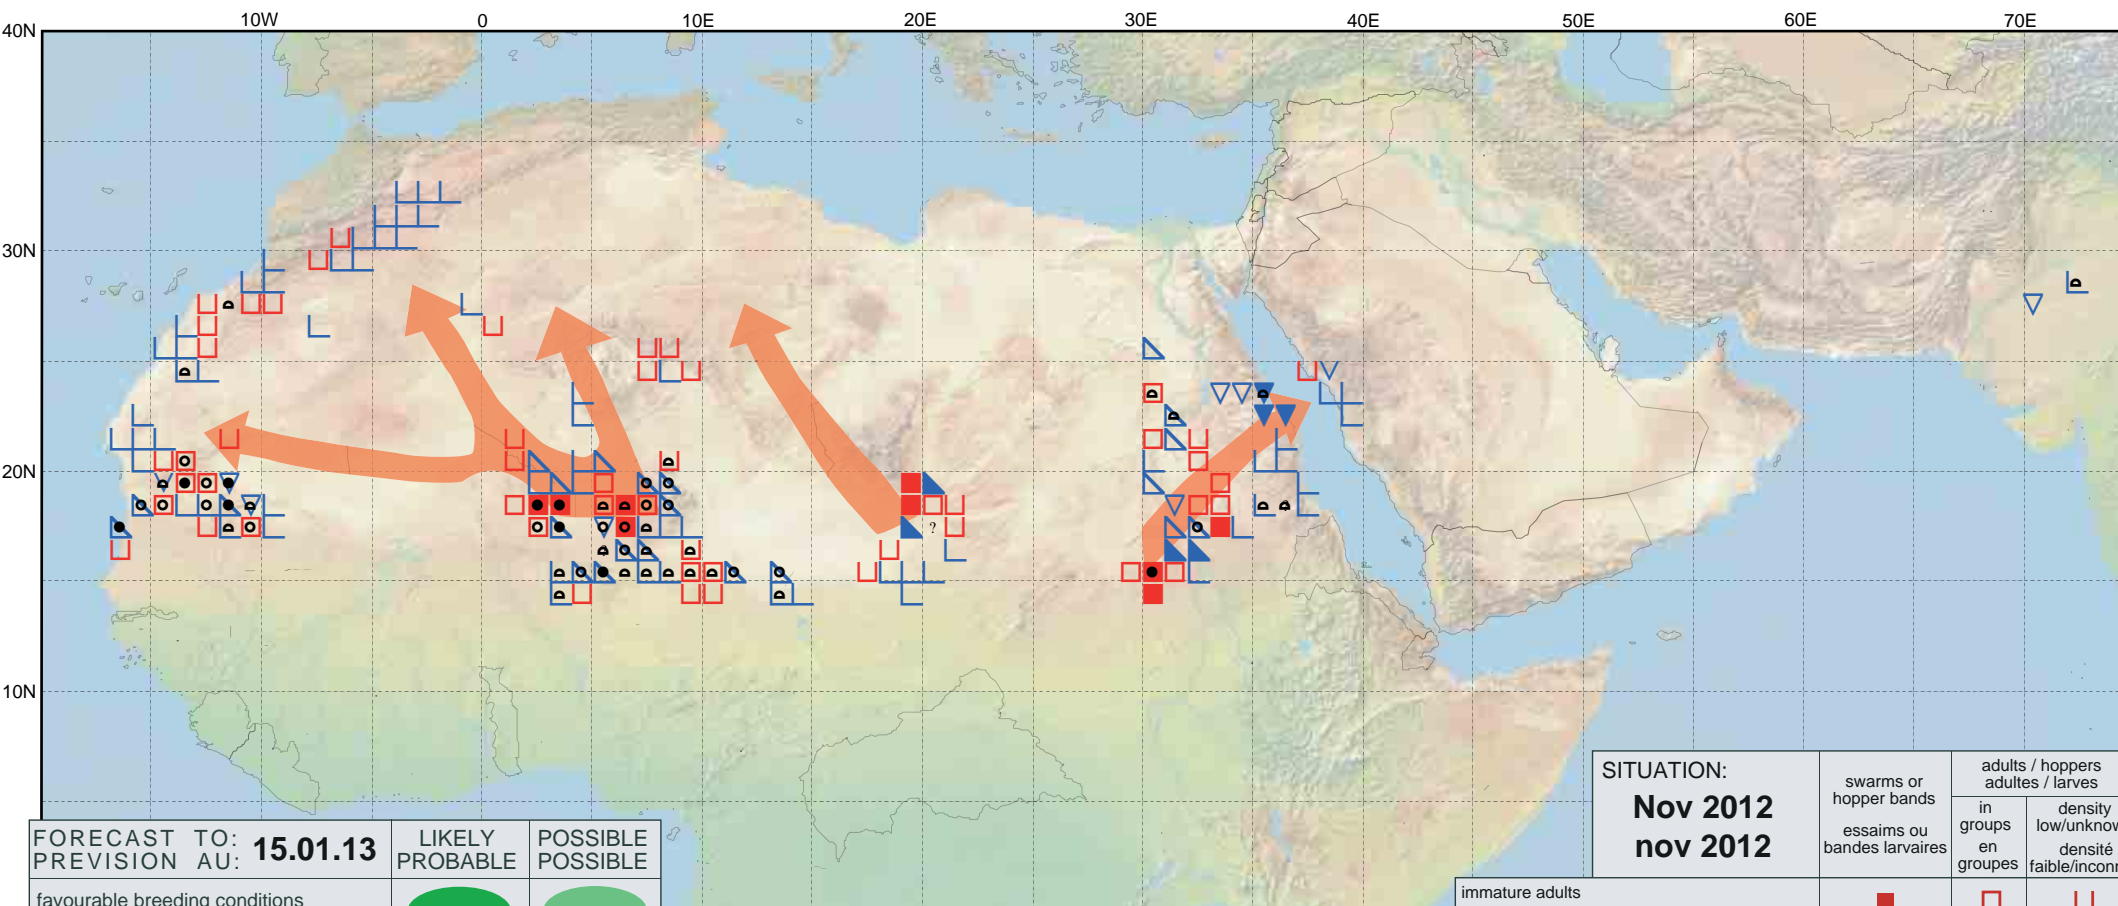 10W 0 10E 20E 30E 40E 50E 60E 70E
40N
30N
20N
?
10N
SITUATION:
Nov 2012
nov 2012
swarms or
hopper bands
essaims ou
bandes larvaires
adults / hoppers
adultes / larves
in
groups
en
groupes
density
densité
immature adults
FORECAST TO:
PREVISION AU:
15.01.13
LIKELY
PROBABLE
POSSIBLE
POSSIBLE
favourable breeding conditions